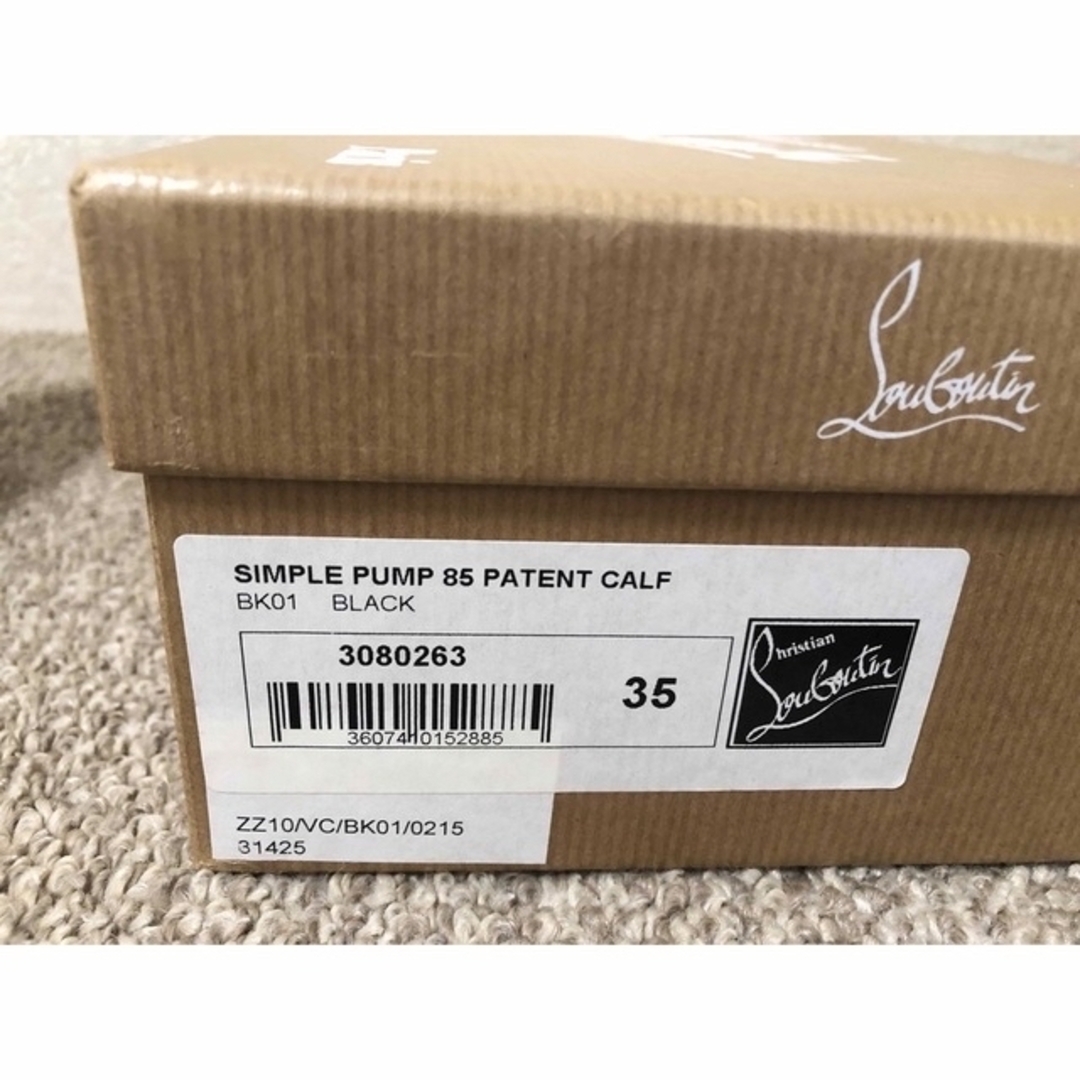 Louboutin
SIMPLE PUMP 85 PATENT CALF
BK01 BLACK
3080263
35
3607410152885
Christian
Louboutin
ZZ10/VC/BK01/0215
31425